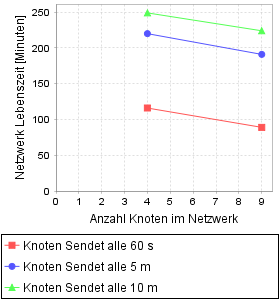 Netzwerk Lebenszeit [Minuten]
250
200
150
100
50
0
0 1 2 3 4 5 6 7 8 9
Anzahl Knoten im Netzwerk
Knoten Sendet alle 60 s
Knoten Sendet alle 5 m
Knoten Sendet alle 10 m